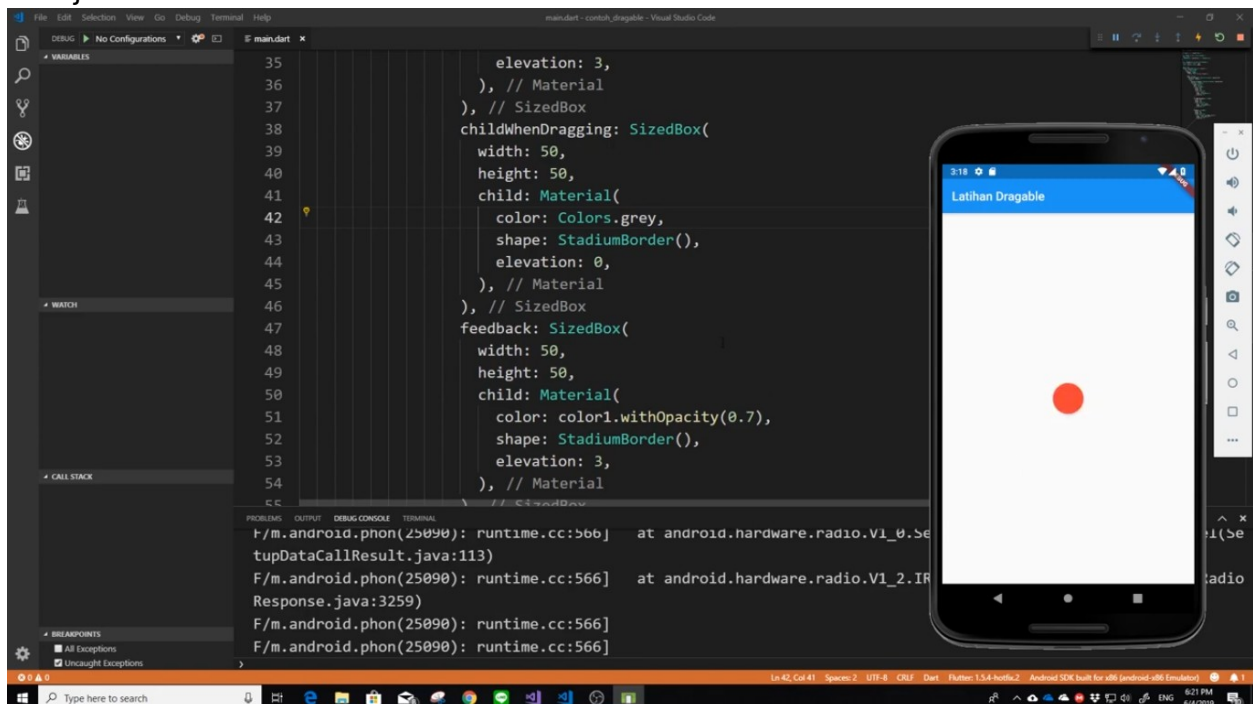 File Edit Selection View Go Debug Terminal Help
main.dart - contoh_dragable - Visual Studio Code
DEBUG No Configurations
main.dart ×
VARIABLES
35 elevation: 3,
36 ), // Material
37 ), // SizedBox
38 childWhenDragging: SizedBox(
39 width: 50,
40 height: 50,
41 child: Material(
42 color: Colors.grey,
43 shape: StadiumBorder(),
44 elevation: 0,
45 ), // Material
46 ), // SizedBox
47 feedback: SizedBox(
48 width: 50,
49 height: 50,
50 child: Material(
51 color: color1.withOpacity(0.7),
52 shape: StadiumBorder(),
53 elevation: 3,
54 ), // Material
55 ), // SizedBox
WATCH
CALL STACK
BREAKPOINTS
All Exceptions
Uncaught Exceptions
3:18
Latihan Dragable
PROBLEMS OUTPUT DEBUG CONSOLE TERMINAL
F/m.android.phon(25090): runtime.cc:566] at android.hardware.radio.V1_0.Se
tupDataCallResult.java:113)
F/m.android.phon(25090): runtime.cc:566] at android.hardware.radio.V1_2.IR
Response.java:3259)
F/m.android.phon(25090): runtime.cc:566]
F/m.android.phon(25090): runtime.cc:566]
0 0
Ln 42, Col 41 Spaces: 2 UTF-8 CRLF Dart Flutter: 1.5.4-hotfix.2 Android SDK built for x86 (android-x86 Emulator) 1
Type here to search
ENG 6:21 PM
6/4/2019